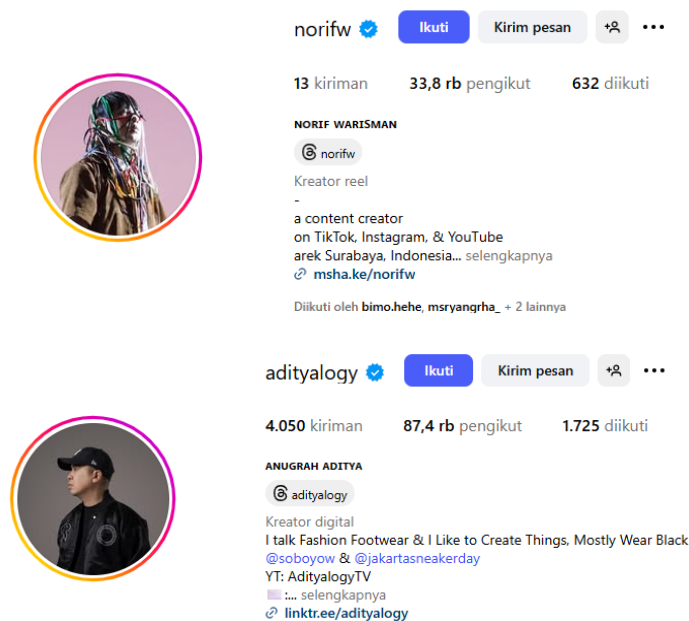 norifw Ikuti Kirim pesan
13 kiriman 33,8 rb pengikut 632 diikuti
NORIF WARISMAN
norifw
Kreator reel
-
a content creator
on TikTok, Instagram, & YouTube
arek Surabaya, Indonesia... selengkapnya
msha.ke/norifw
Diikuti oleh bimo.hehe, msryangrha_ + 2 lainnya
adityalogy Ikuti Kirim pesan
4.050 kiriman 87,4 rb pengikut 1.725 diikuti
ANUGRAH ADITYA
adityalogy
Kreator digital
I talk Fashion Footwear & I Like to Create Things, Mostly Wear Black
@soboyow & @jakartasneakerday
YT: AdityalogyTV
:... selengkapnya
linktr.ee/adityalogy